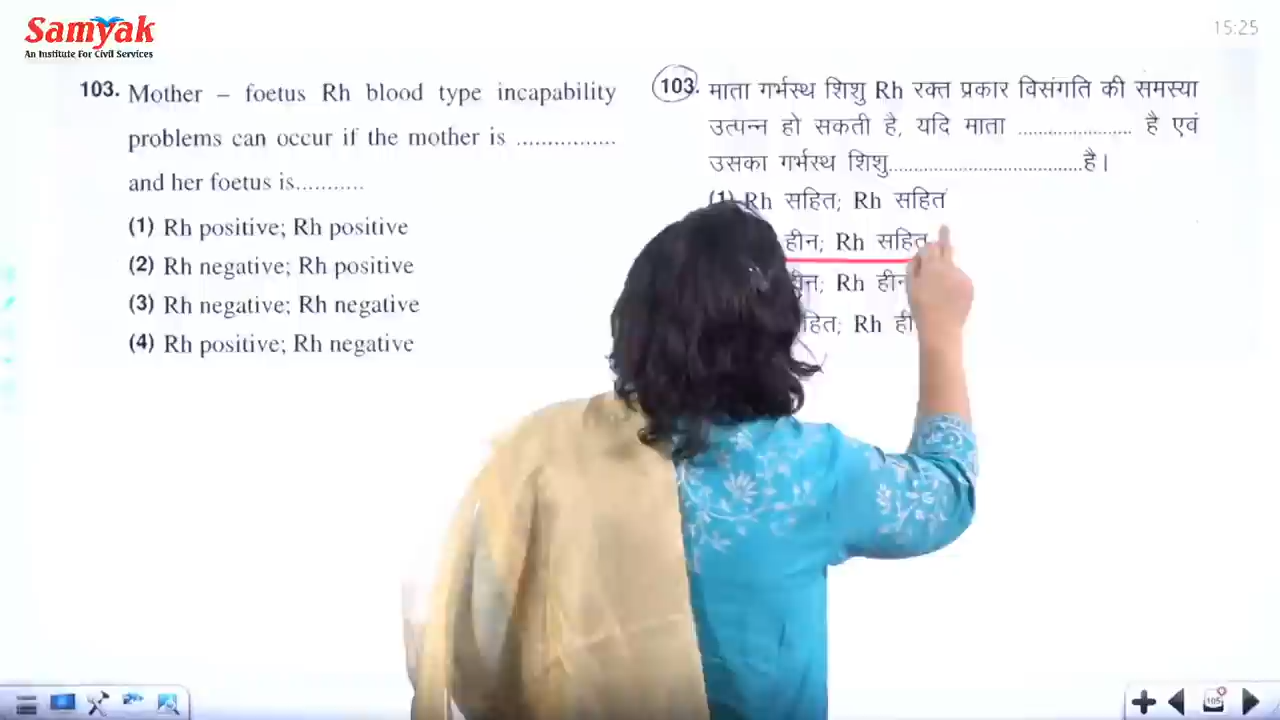 Samyak
An Institute For Civil Services
15:25
103. Mother – foetus Rh blood type incapability
problems can occur if the mother is ................
and her foetus is...........
(1) Rh positive; Rh positive
(2) Rh negative; Rh positive
(3) Rh negative; Rh negative
(4) Rh positive; Rh negative
103. माता गर्भस्थ शिशु Rh रक्त प्रकार विसंगति की समस्या
उत्पन्न हो सकती है, यदि माता ...................... है एवं
उसका गर्भस्थ शिशु.....................................है।
(1) Rh सहित; Rh सहित
हीन; Rh सहित
हीन; Rh हीन
Rh
105